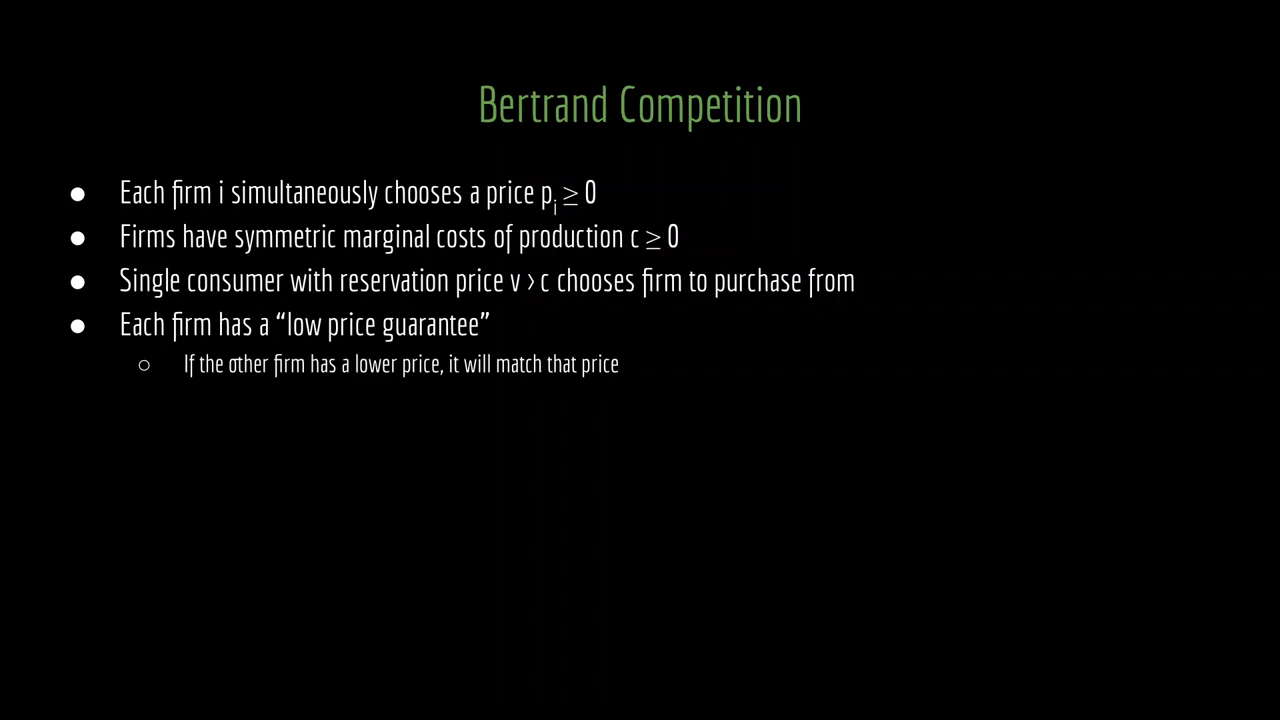 Bertrand Competition
● Each firm i simultaneously chooses a price pᵢ ≥ 0
● Firms have symmetric marginal costs of production c ≥ 0
● Single consumer with reservation price v > c chooses firm to purchase from
● Each firm has a “low price guarantee”
○ If the other firm has a lower price, it will match that price